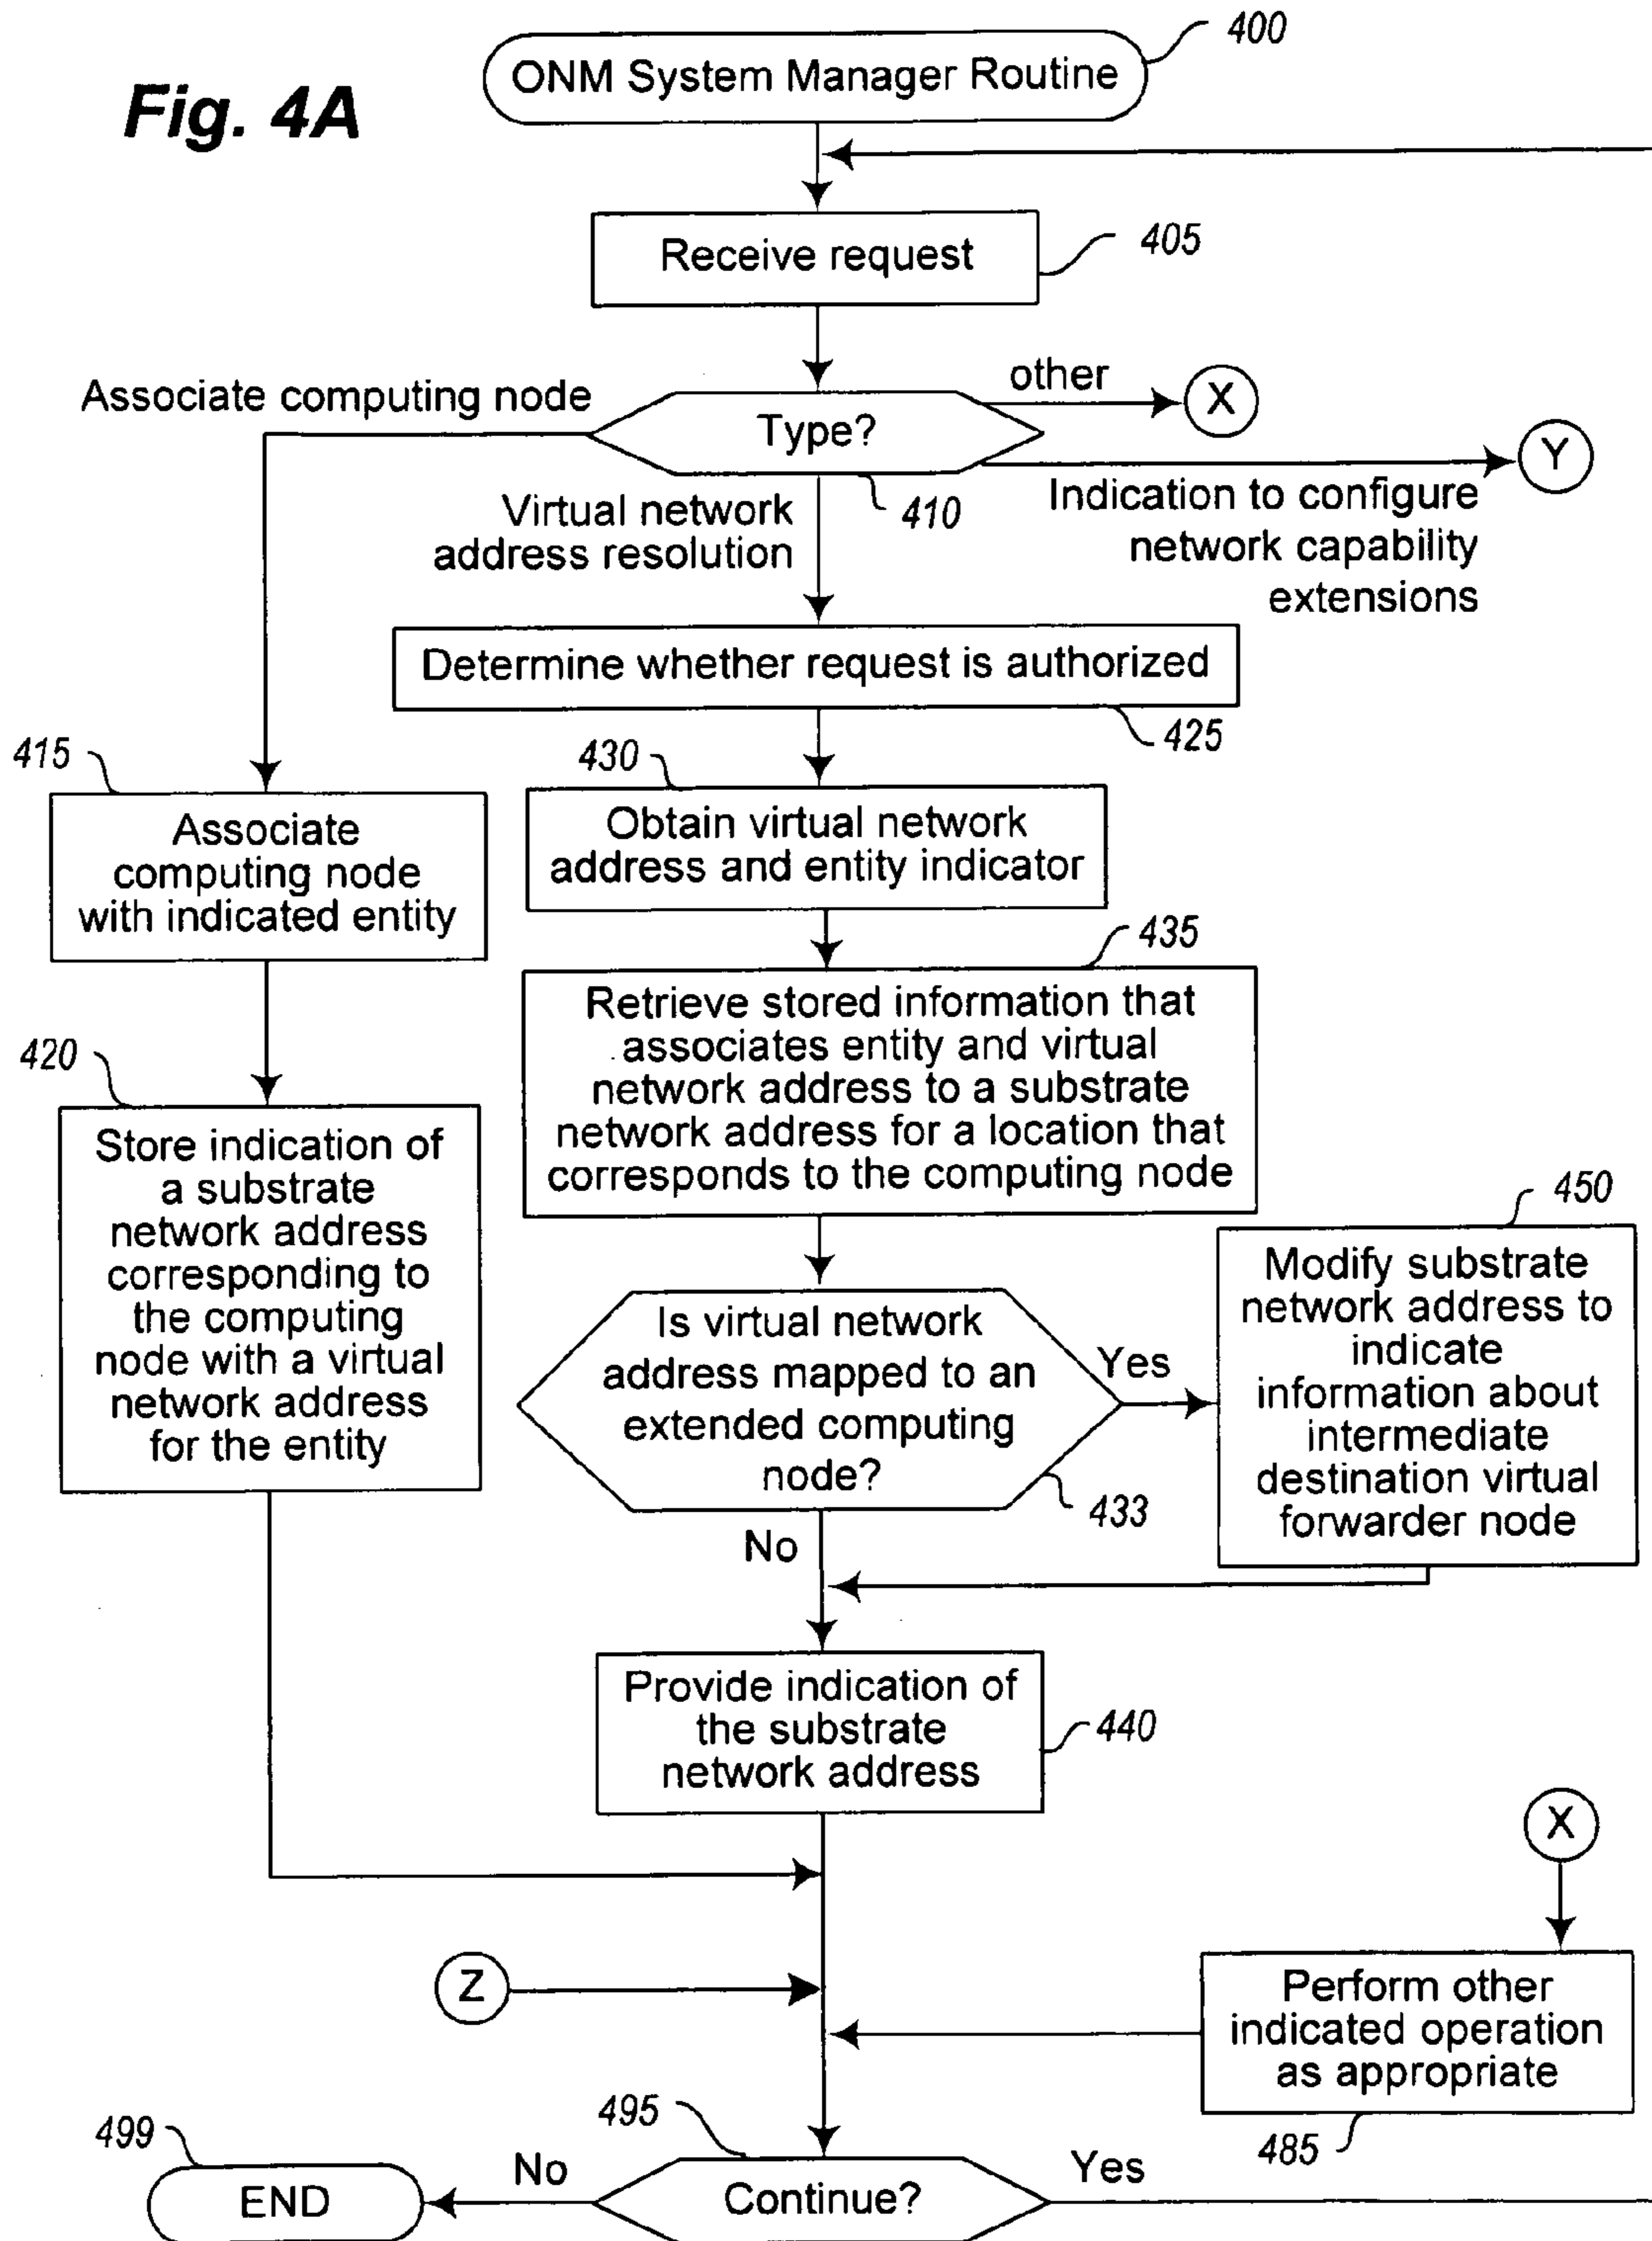 Fig. 4A
400
ONM System Manager Routine
Receive request
405
Associate computing node
other
X
Type?
Y
410
Virtual network
address resolution
Indication to configure
network capability
extensions
Determine whether request is authorized
425
415
Associate
computing node
with indicated entity
430
Obtain virtual network
address and entity indicator
435
Retrieve stored information that
associates entity and virtual
network address to a substrate
network address for a location that
corresponds to the computing node
420
Store indication of
a substrate
network address
corresponding to
the computing
node with a virtual
network address
for the entity
450
Modify substrate
network address to
indicate
information about
intermediate
destination virtual
forwarder node
Is virtual network
address mapped to an
extended computing
node?
Yes
433
No
Provide indication of
the substrate
network address
440
X
Z
Perform other
indicated operation
as appropriate
485
495
Continue?
Yes
No
499
END